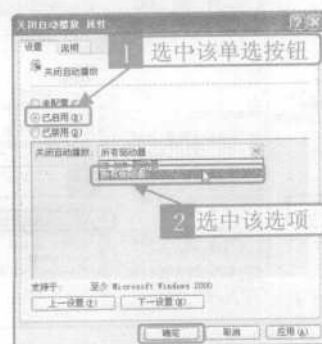 关闭自动播放 属性
设置 说明
1 选中该单选按钮
关闭自动播放
未配置(C)
已启用(E)
已禁用(D)
关闭自动播放: 所有驱动器
2 选中该选项
支持于: 至少 Microsoft Windows 2000
上一设置(P) 下一设置(N)
确定 取消 应用(A)